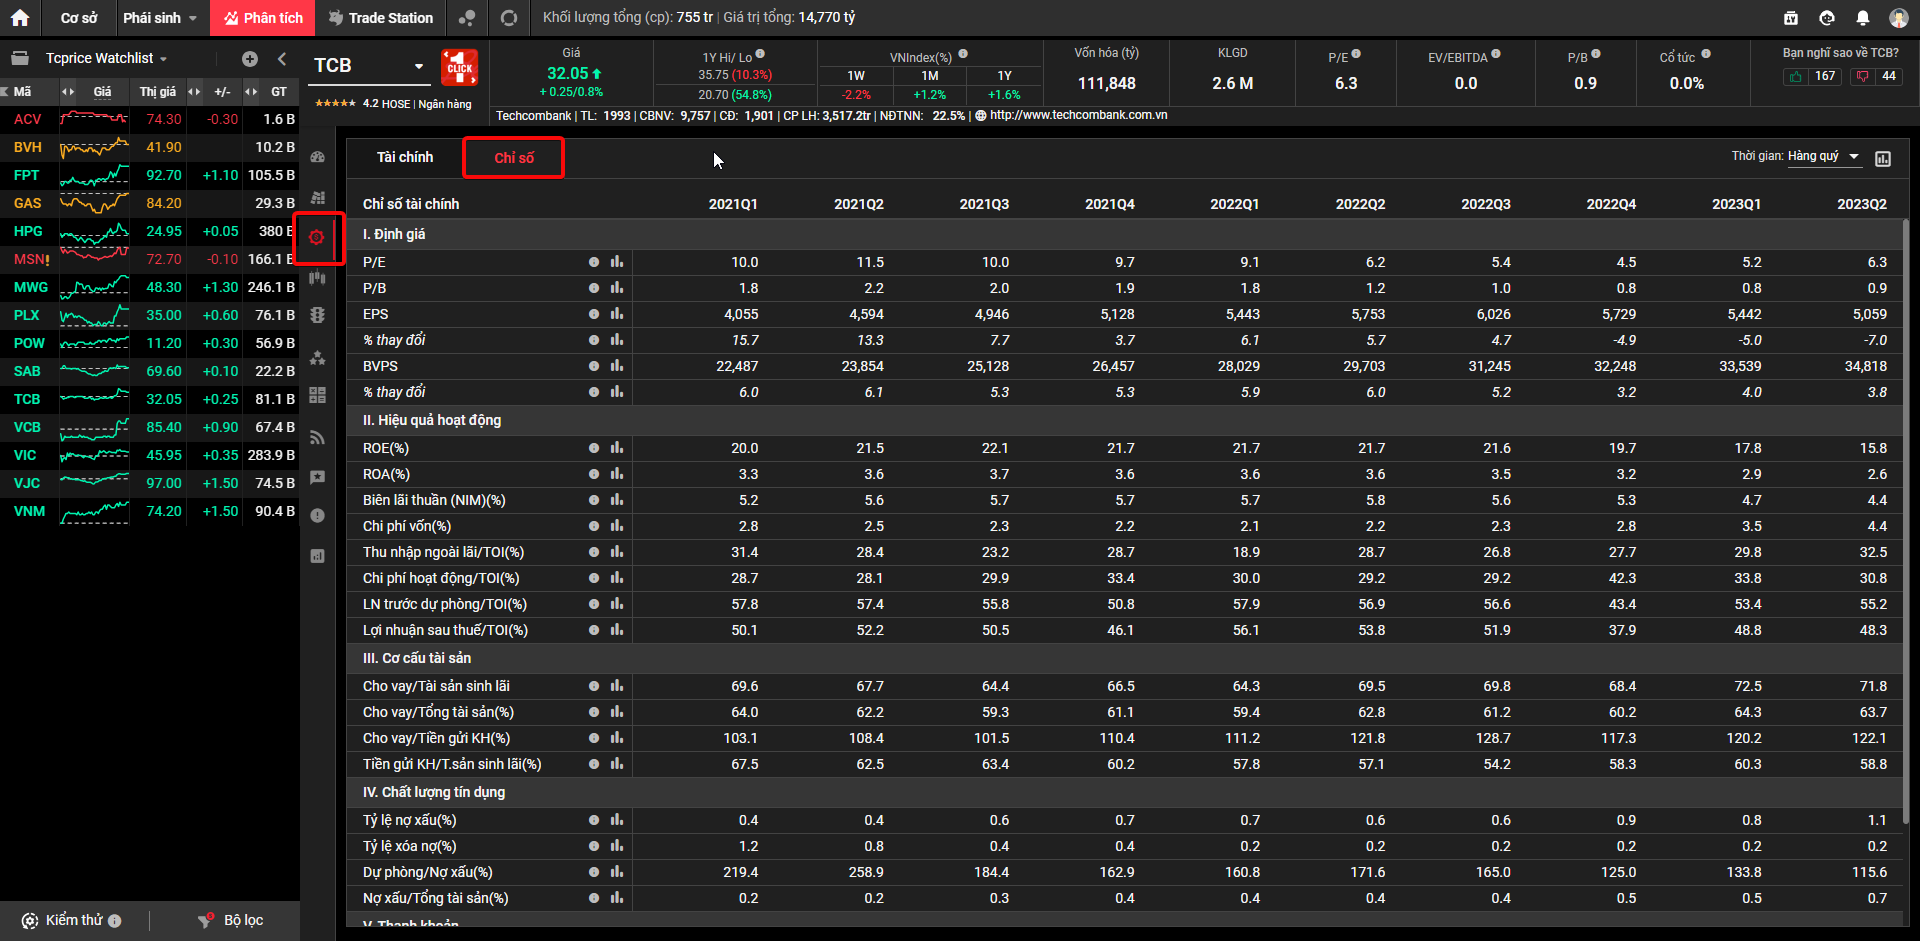 Cơ sở Phái sinh Phân tích Trade Station Khối lượng tổng (cp): 755 tr | Giá trị tổng: 14,770 tỷ
Tcprice Watchlist
Mã Giá Thị giá +/- GT
ACV 74.30 -0.30 1.6 B
BVH 41.90 10.2 B
FPT 92.70 +1.10 105.5 B
GAS 84.20 29.3 B
HPG 24.95 +0.05 380 B
MSN! 72.70 -0.10 166.1 B
MWG 48.30 +1.30 246.1 B
PLX 35.00 +0.60 76.1 B
POW 11.20 +0.30 56.9 B
SAB 69.60 +0.10 22.2 B
TCB 32.05 +0.25 81.1 B
VCB 85.40 +0.90 67.4 B
VIC 45.95 +0.35 283.9 B
VJC 97.00 +1.50 74.5 B
VNM 74.20 +1.50 90.4 B
Kiểm thử Bộ lọc
TCB
1 CLICK
4.2 HOSE | Ngân hàng
Giá
32.05
+ 0.25/0.8%
1Y Hi/ Lo
35.75 (10.3%)
20.70 (54.8%)
VNIndex(%)
1W 1M 1Y
-2.2% +1.2% +1.6%
Vốn hóa (tỷ)
111,848
KLGD
2.6 M
P/E
6.3
EV/EBITDA
0.0
P/B
0.9
Cổ tức
0.0%
Bạn nghĩ sao về TCB?
167 44
Techcombank | TL: 1993 | CBNV: 9,757 | CĐ: 1,901 | CP LH: 3,517.2tr | NĐTNN: 22.5% | http://www.techcombank.com.vn
Tài chính Chỉ số Thời gian: Hàng quý
Chỉ số tài chính 2021Q1 2021Q2 2021Q3 2021Q4 2022Q1 2022Q2 2022Q3 2022Q4 2023Q1 2023Q2
I. Định giá
P/E 10.0 11.5 10.0 9.7 9.1 6.2 5.4 4.5 5.2 6.3
P/B 1.8 2.2 2.0 1.9 1.8 1.2 1.0 0.8 0.8 0.9
EPS 4,055 4,594 4,946 5,128 5,443 5,753 6,026 5,729 5,442 5,059
% thay đổi 15.7 13.3 7.7 3.7 6.1 5.7 4.7 -4.9 -5.0 -7.0
BVPS 22,487 23,854 25,128 26,457 28,029 29,703 31,245 32,248 33,539 34,818
% thay đổi 6.0 6.1 5.3 5.3 5.9 6.0 5.2 3.2 4.0 3.8
II. Hiệu quả hoạt động
ROE(%) 20.0 21.5 22.1 21.7 21.7 21.7 21.6 19.7 17.8 15.8
ROA(%) 3.3 3.6 3.7 3.6 3.6 3.6 3.5 3.2 2.9 2.6
Biên lãi thuần (NIM)(%) 5.2 5.6 5.7 5.7 5.7 5.8 5.6 5.3 4.7 4.4
Chi phí vốn(%) 2.8 2.5 2.3 2.2 2.1 2.2 2.3 2.8 3.5 4.4
Thu nhập ngoài lãi/TOI(%) 31.4 28.4 23.2 28.7 18.9 28.7 26.8 27.7 29.8 32.5
Chi phí hoạt động/TOI(%) 28.7 28.1 29.9 33.4 30.0 29.2 29.2 42.3 33.8 30.8
LN trước dự phòng/TOI(%) 57.8 57.4 55.8 50.8 57.9 56.9 56.6 43.4 53.4 55.2
Lợi nhuận sau thuế/TOI(%) 50.1 52.2 50.5 46.1 56.1 53.8 51.9 37.9 48.8 48.3
III. Cơ cấu tài sản
Cho vay/Tài sản sinh lãi 69.6 67.7 64.4 66.5 64.3 69.5 69.8 68.4 72.5 71.8
Cho vay/Tổng tài sản(%) 64.0 62.2 59.3 61.1 59.4 62.8 61.2 60.2 64.3 63.7
Cho vay/Tiền gửi KH(%) 103.1 108.4 101.5 110.4 111.2 121.8 128.7 117.3 120.2 122.1
Tiền gửi KH/T.sản sinh lãi(%) 67.5 62.5 63.4 60.2 57.8 57.1 54.2 58.3 60.3 58.8
IV. Chất lượng tín dụng
Tỷ lệ nợ xấu(%) 0.4 0.4 0.6 0.7 0.7 0.6 0.6 0.9 0.8 1.1
Tỷ lệ xóa nợ(%) 1.2 0.8 0.4 0.4 0.2 0.2 0.2 0.2 0.2 0.2
Dự phòng/Nợ xấu(%) 219.4 258.9 184.4 162.9 160.8 171.6 165.0 125.0 133.8 115.6
Nợ xấu/Tổng tài sản(%) 0.2 0.2 0.3 0.4 0.4 0.4 0.4 0.5 0.5 0.7
V. Thanh khoản